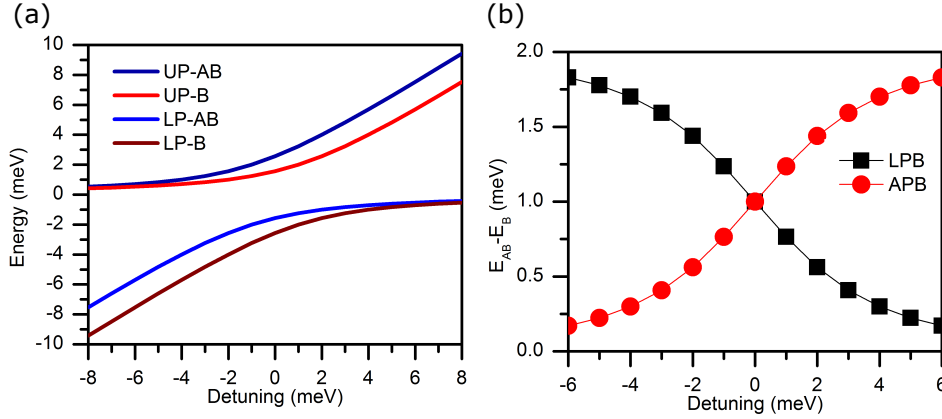 (a)
10
8
6
4
2
0
-2
-4
-6
-8
-10
Energy (meV)
UP-AB
UP-B
LP-AB
LP-B
-8 -6 -4 -2 0 2 4 6 8
Detuning (meV)
(b)
2.0
1.5
1.0
0.5
0.0
E_AB-E_B (meV)
LPB
APB
-6 -4 -2 0 2 4 6
Detuning (meV)